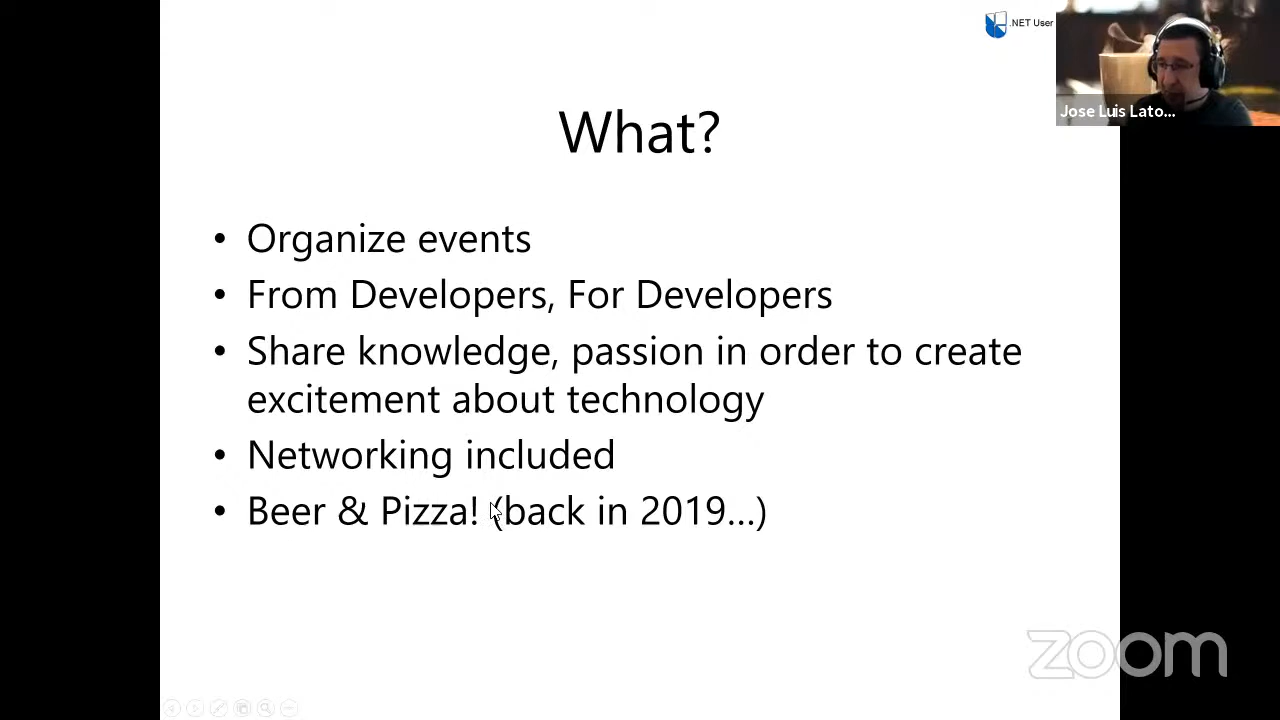 .NET User
Jose Luis Lato...
What?
• Organize events
• From Developers, For Developers
• Share knowledge, passion in order to create
excitement about technology
• Networking included
• Beer & Pizza! (back in 2019...)
zoom